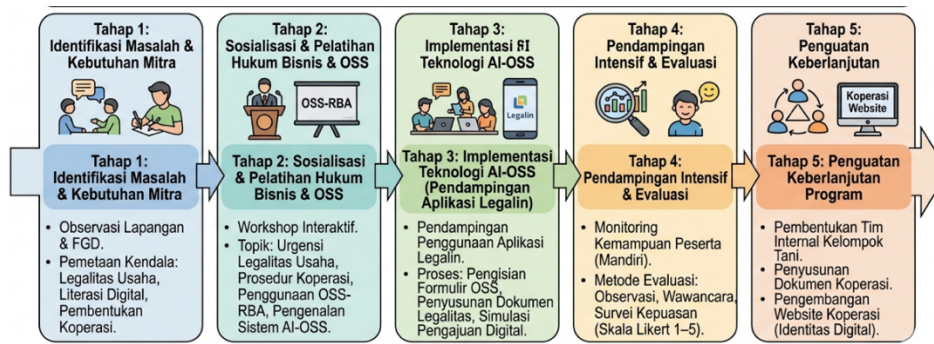 Tahap 1:
Identifikasi Masalah &
Kebutuhan Mitra
Tahap 1:
Identifikasi Masalah
& Kebutuhan Mitra
• Observasi Lapangan
& FGD.
• Pemetaan Kendala:
Legalitas Usaha,
Literasi Digital,
Pembentukan
Koperasi.
Tahap 2:
Sosialisasi & Pelatihan
Hukum Bisnis & OSS
OSS-RBA
Tahap 2: Sosialisasi
& Pelatihan Hukum
Bisnis & OSS
• Workshop Interaktif.
• Topik: Urgensi
Legalitas Usaha,
Prosedur Koperasi,
Penggunaan OSS-
RBA, Pengenalan
Sistem AI-OSS.
Tahap 3:
Implementasi
Teknologi AI-OSS
Legalin
Tahap 3: Implementasi
Teknologi AI-OSS
(Pendampingan
Aplikasi Legalin)
• Pendampingan
Penggunaan Aplikasi
Legalin.
• Proses: Pengisian
Formulir OSS,
Penyusunan Dokumen
Legalitas, Simulasi
Pengajuan Digital.
Tahap 4:
Pendampingan
Intensif & Evaluasi
Tahap 4:
Pendampingan Intensif
& Evaluasi
• Monitoring
Kemampuan Peserta
(Mandiri).
• Metode Evaluasi:
Observasi, Wawancara,
Survei Kepuasan
(Skala Likert 1–5).
Tahap 5:
Penguatan
Keberlanjutan
Koperasi
Website
Tahap 5: Penguatan
Keberlanjutan
Program
• Pembentukan Tim
Internal Kelompok
Tani.
• Penyusunan
Dokumen Koperasi.
• Pengembangan
Website Koperasi
(Identitas Digital).